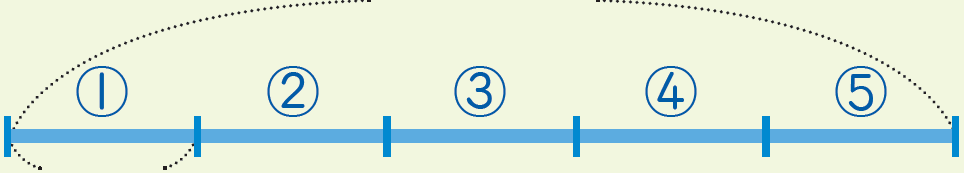 ① ② ③ ④ ⑤